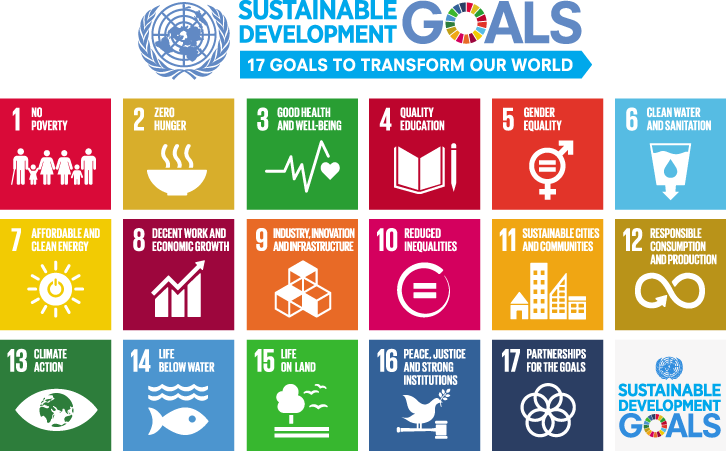 SUSTAINABLE
DEVELOPMENT
GOALS
17 GOALS TO TRANSFORM OUR WORLD
1 NO
POVERTY
2 ZERO
HUNGER
3 GOOD HEALTH
AND WELL-BEING
4 QUALITY
EDUCATION
5 GENDER
EQUALITY
6 CLEAN WATER
AND SANITATION
7 AFFORDABLE AND
CLEAN ENERGY
8 DECENT WORK AND
ECONOMIC GROWTH
9 INDUSTRY, INNOVATION
AND INFRASTRUCTURE
10 REDUCED
INEQUALITIES
11 SUSTAINABLE CITIES
AND COMMUNITIES
12 RESPONSIBLE
CONSUMPTION
AND PRODUCTION
13 CLIMATE
ACTION
14 LIFE
BELOW WATER
15 LIFE
ON LAND
16 PEACE, JUSTICE
AND STRONG
INSTITUTIONS
17 PARTNERSHIPS
FOR THE GOALS
SUSTAINABLE
DEVELOPMENT
GOALS